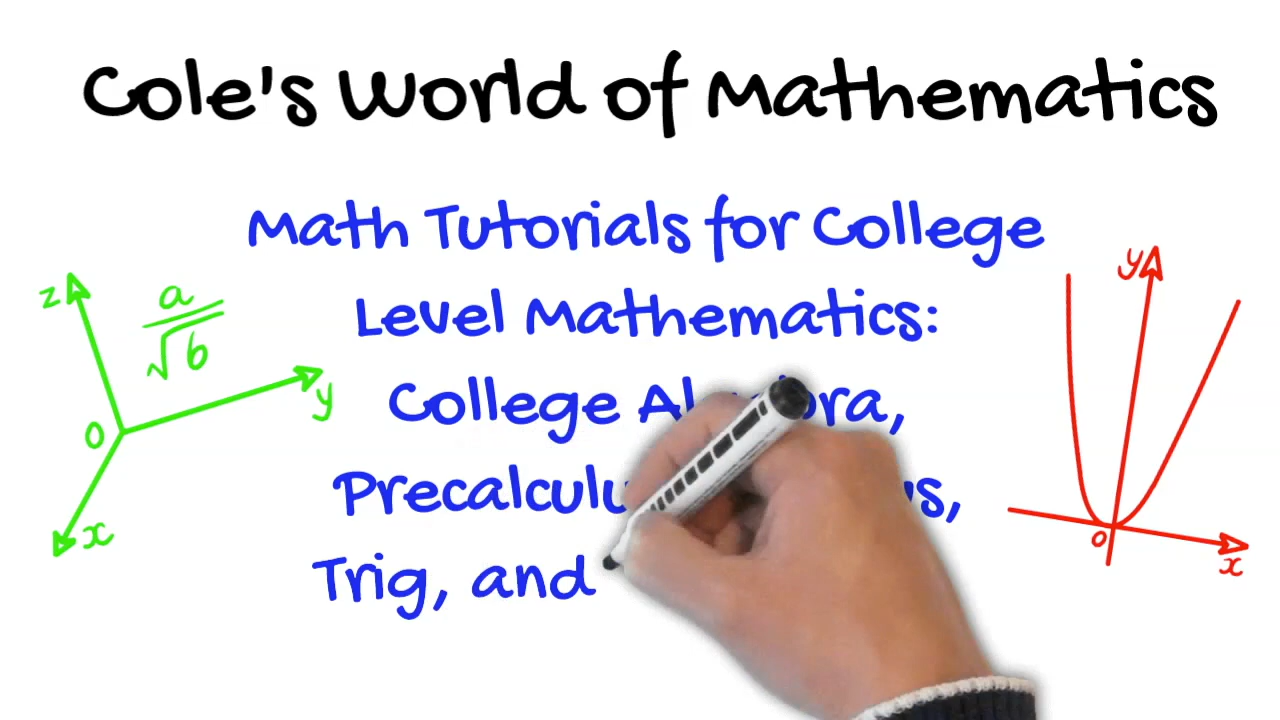 Cole's World of Mathematics
Math Tutorials for College
Level Mathematics:
College
Trig, and
z
a
√6
y
0
x
y
0
x